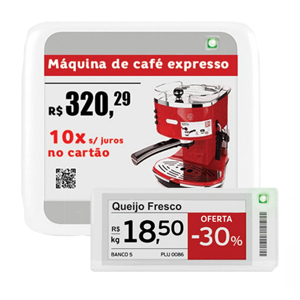 Máquina de café expresso
R$ 320,29
10x s/ juros
no cartão
Queijo Fresco
R$ kg 18,50
OFERTA
-30%
BANCO 5 PLU 0086